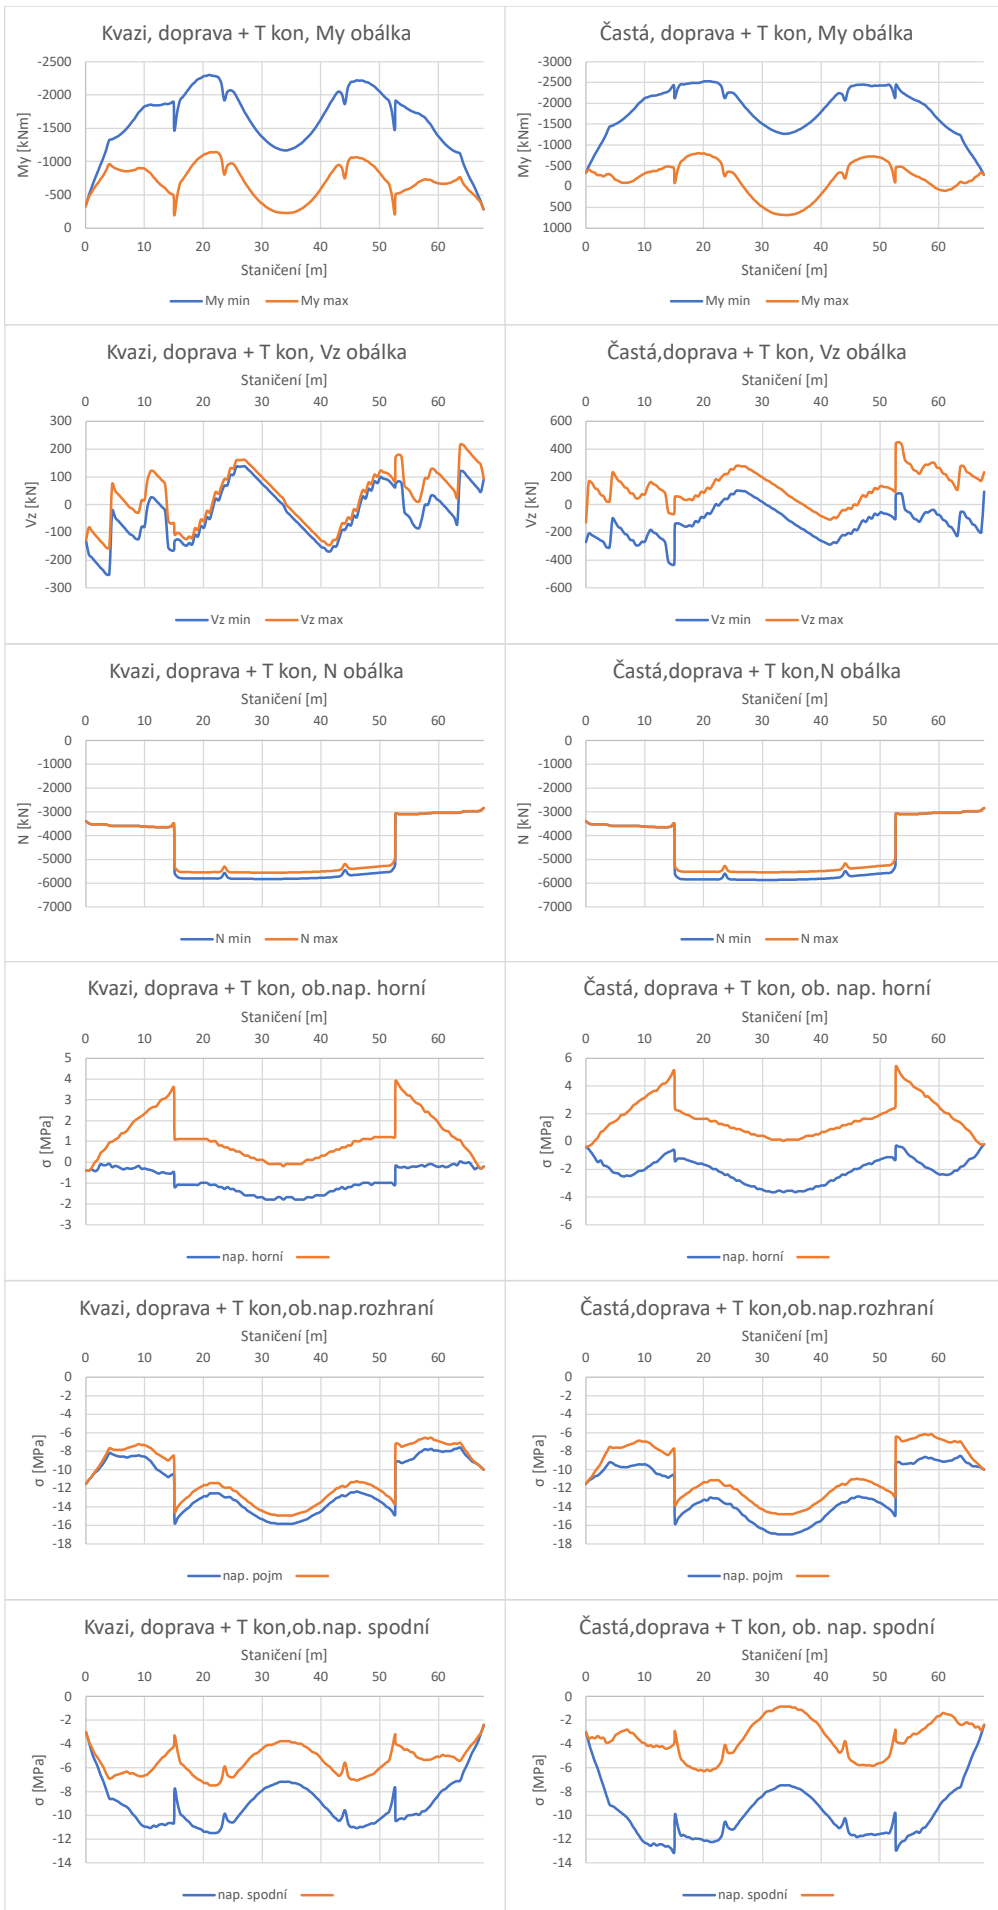 Kvazi, doprava + T kon, My obálka
-2500
-2000
-1500
-1000
-500
0
My [kNm]
0 10 20 30 40 50 60
Staničení [m]
My min My max
Častá, doprava + T kon, My obálka
-3000
-2500
-2000
-1500
-1000
-500
0
500
1000
My [kNm]
0 10 20 30 40 50 60
Staničení [m]
My min My max
Kvazi, doprava + T kon, Vz obálka
Staničení [m]
0 10 20 30 40 50 60
300
200
100
0
-100
-200
-300
Vz [kN]
Vz min Vz max
Častá,doprava + T kon, Vz obálka
Staničení [m]
0 10 20 30 40 50 60
600
400
200
0
-200
-400
-600
Vz [kN]
Vz min Vz max
Kvazi, doprava + T kon, N obálka
Staničení [m]
0 10 20 30 40 50 60
0
-1000
-2000
-3000
-4000
-5000
-6000
-7000
N [kN]
N min N max
Častá,doprava + T kon,N obálka
Staničení [m]
0 10 20 30 40 50 60
0
-1000
-2000
-3000
-4000
-5000
-6000
-7000
N [kN]
N min N max
Kvazi, doprava + T kon, ob.nap. horní
Staničení [m]
0 10 20 30 40 50 60
5
4
3
2
1
0
-1
-2
-3
σ [MPa]
nap. horní
Častá, doprava + T kon, ob. nap. horní
Staničení [m]
0 10 20 30 40 50 60
6
4
2
0
-2
-4
-6
σ [MPa]
nap. horní
Kvazi, doprava + T kon,ob.nap.rozhraní
Staničení [m]
0 10 20 30 40 50 60
0
-2
-4
-6
-8
-10
-12
-14
-16
-18
σ [MPa]
nap. pojm
Častá,doprava + T kon,ob.nap.rozhraní
Staničení [m]
0 10 20 30 40 50 60
0
-2
-4
-6
-8
-10
-12
-14
-16
-18
σ [MPa]
nap. pojm
Kvazi, doprava + T kon,ob.nap. spodní
Staničení [m]
0 10 20 30 40 50 60
0
-2
-4
-6
-8
-10
-12
-14
σ [MPa]
nap. spodní
Častá,doprava + T kon, ob. nap. spodní
Staničení [m]
0 10 20 30 40 50 60
0
-2
-4
-6
-8
-10
-12
-14
σ [MPa]
nap. spodní